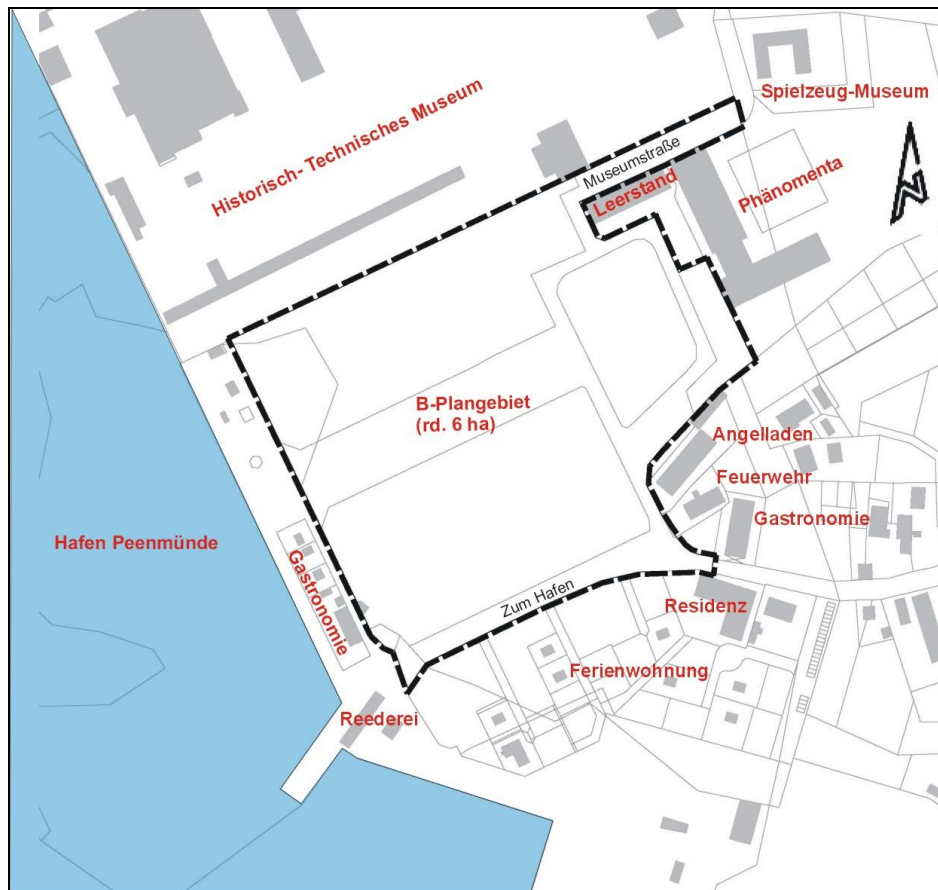 Spielzeug-Museum
Historisch- Technisches Museum
Museumstraße
Leerstand
Phänomenta
B-Plangebiet
(rd. 6 ha)
Angelladen
Feuerwehr
Gastronomie
Hafen Peenmünde
Gastronomie
Zum Hafen
Residenz
Ferienwohnung
Reederei